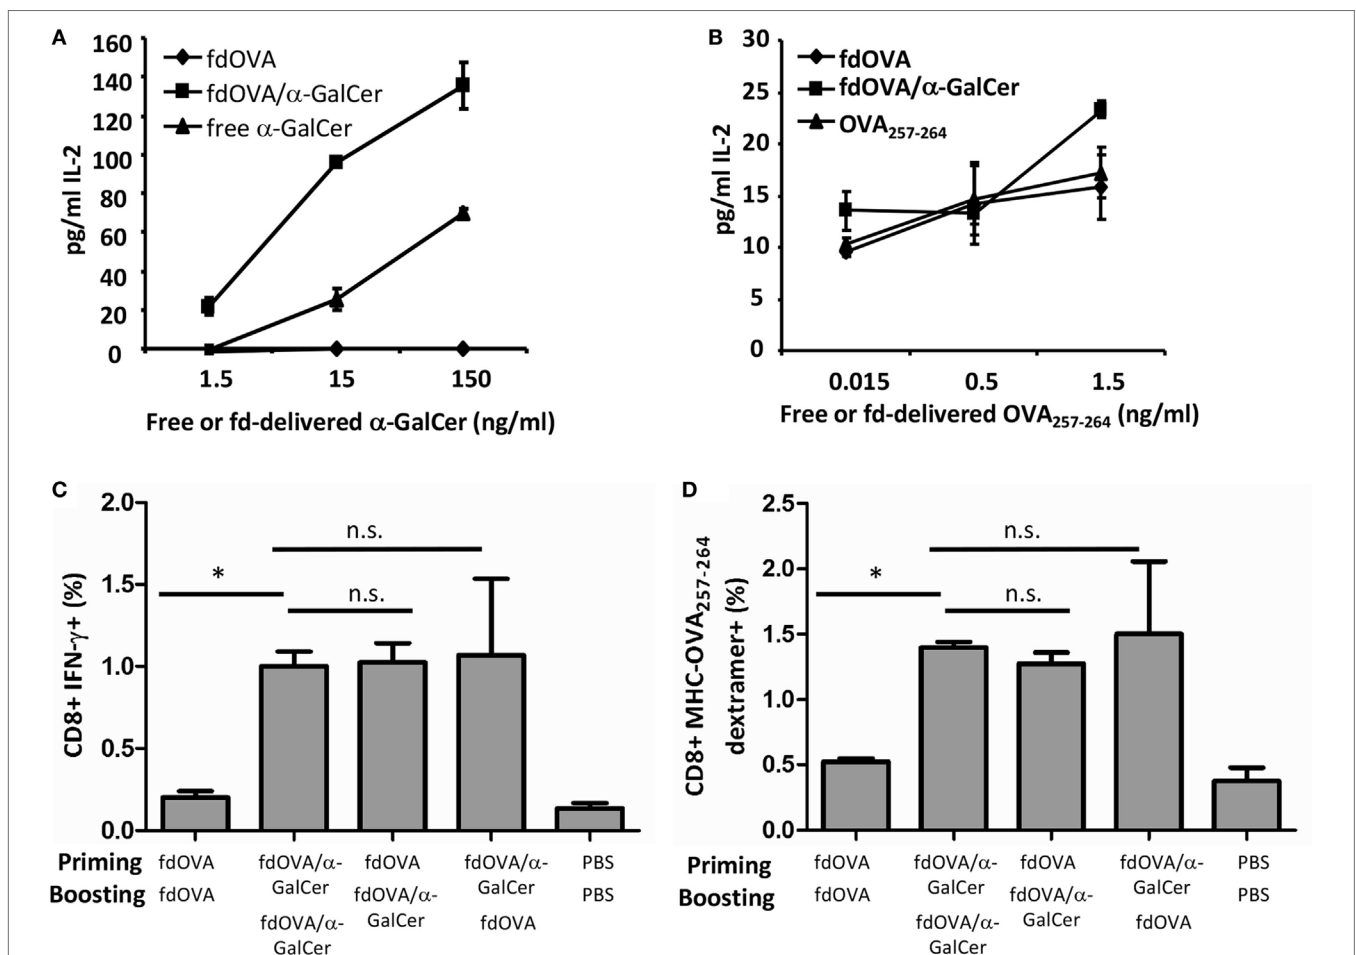 A
160
140
120
100
80
60
40
20
0
pg/ml IL-2
fdOVA
fdOVA/α-GalCer
free α-GalCer
1.5 15 150
Free or fd-delivered α-GalCer (ng/ml)
B
30
25
20
15
10
5
0
pg/ml IL-2
fdOVA
fdOVA/α-GalCer
OVA257-264
0.015 0.5 1.5
Free or fd-delivered OVA257-264 (ng/ml)
C
2.0
1.5
1.0
0.5
0.0
CD8+ IFN-γ+ (%)
n.s.
*
n.s.
Priming fdOVA fdOVA/α-GalCer fdOVA fdOVA/α-GalCer PBS
Boosting fdOVA fdOVA/α-GalCer fdOVA/α-GalCer fdOVA PBS
D
2.5
2.0
1.5
1.0
0.5
0.0
CD8+ MHC-OVA257-264
dextramer+ (%)
n.s.
*
n.s.
Priming fdOVA fdOVA/α-GalCer fdOVA fdOVA/α-GalCer PBS
Boosting fdOVA fdOVA/α-GalCer fdOVA/α-GalCer fdOVA PBS